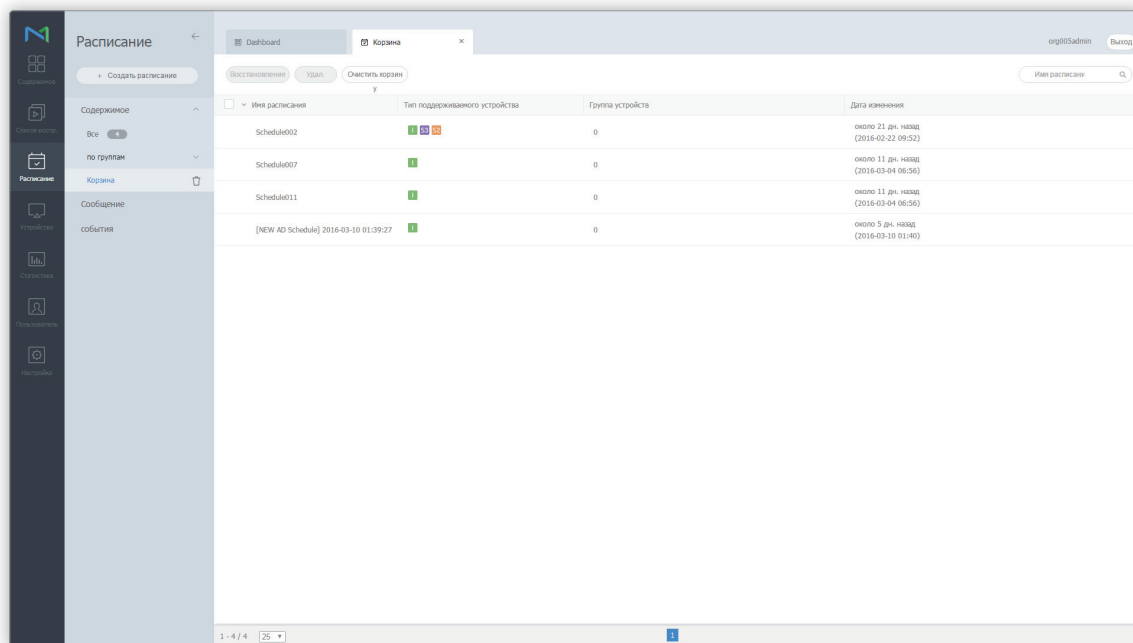 Расписание ←
+ Создать расписание
Содержимое
Все 4
по группам
Корзина
Сообщение
события
Содержимое
Список воспр.
Расписание
Устройство
Статистика
Пользователь
Настройка
Dashboard
Корзина ×
org005admin
Выход
Восстановление
Удал.
Очистить корзин
у
Имя расписани
Имя расписания Тип поддерживаемого устройства Группа устройств Дата изменения
Schedule002 I S3 S2 0 около 21 дн. назад
(2016-02-22 09:52)
Schedule007 I 0 около 11 дн. назад
(2016-03-04 06:56)
Schedule011 I 0 около 11 дн. назад
(2016-03-04 06:56)
[NEW AD Schedule] 2016-03-10 01:39:27 I 0 около 5 дн. назад
(2016-03-10 01:40)
1 - 4 / 4 25 1